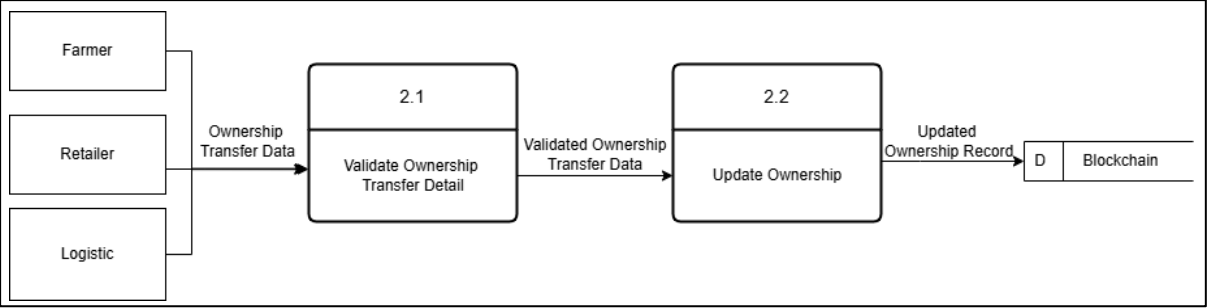 Farmer
Retailer
Logistic
Ownership
Transfer Data
2.1
Validate Ownership
Transfer Detail
Validated Ownership
Transfer Data
2.2
Update Ownership
Updated
Ownership Record
D
Blockchain